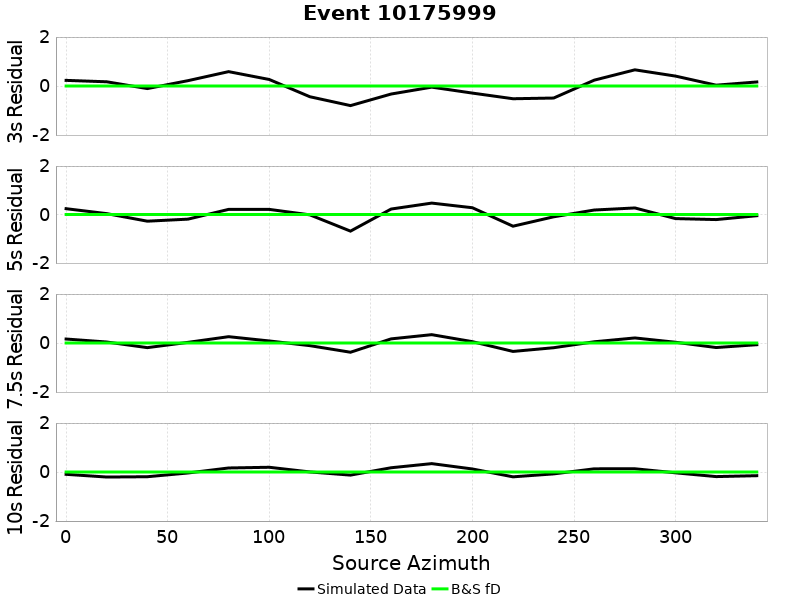 Event 10175999
3s Residual
2
0
-2
5s Residual
2
0
-2
7.5s Residual
2
0
-2
10s Residual
2
0
-2
0 50 100 150 200 250 300
Source Azimuth
Simulated Data B&S fD